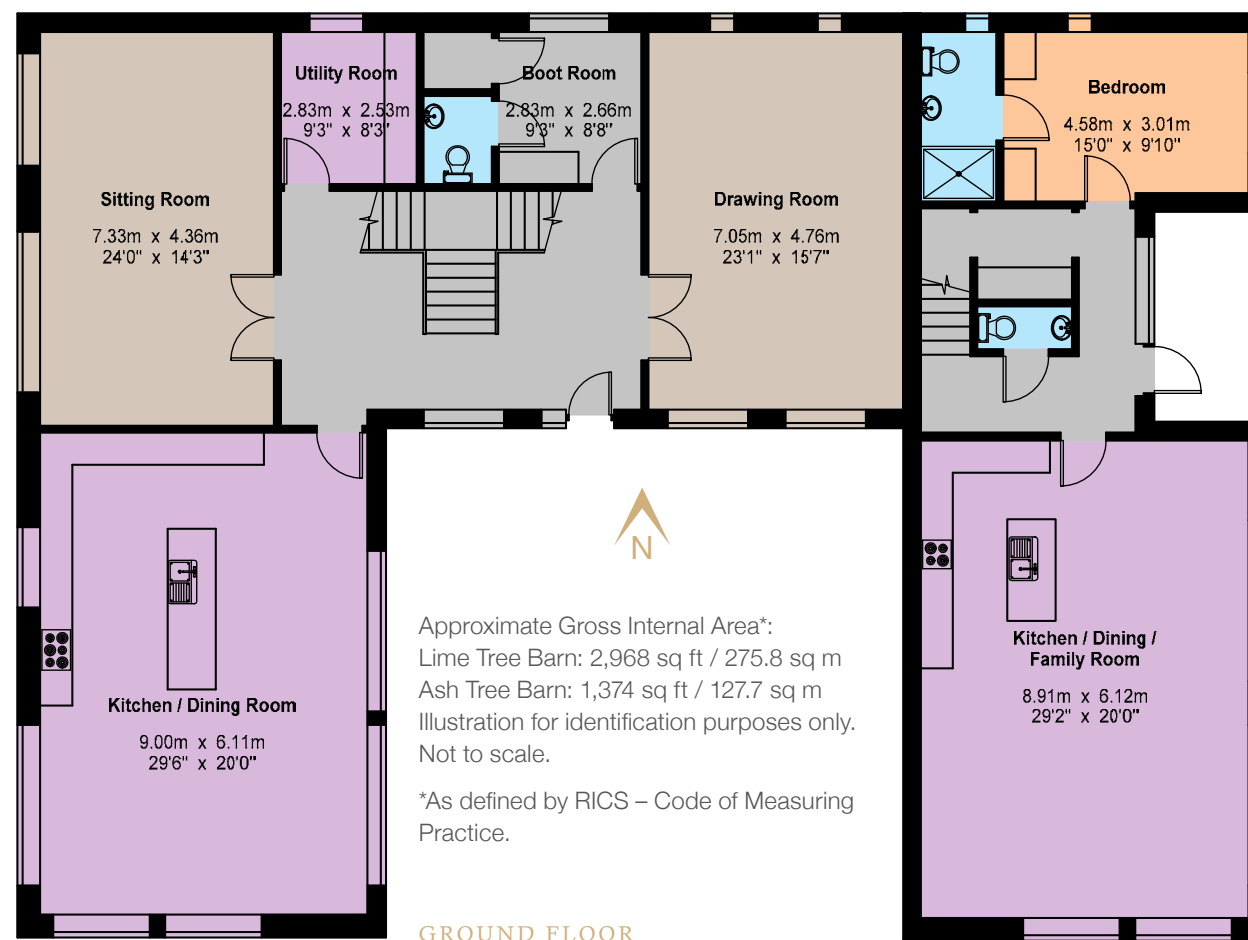 Utility Room
2.83m x 2.53m
9'3" x 8'3"
Boot Room
2.83m x 2.66m
9'3" x 8'8"
Bedroom
4.58m x 3.01m
15'0" x 9'10"
Sitting Room
7.33m x 4.36m
24'0" x 14'3"
Drawing Room
7.05m x 4.76m
23'1" x 15'7"
N
Approximate Gross Internal Area*:
Lime Tree Barn: 2,968 sq ft / 275.8 sq m
Ash Tree Barn: 1,374 sq ft / 127.7 sq m
Illustration for identification purposes only.
Not to scale.
*As defined by RICS – Code of Measuring
Practice.
Kitchen / Dining Room
9.00m x 6.11m
29'6" x 20'0"
Kitchen / Dining /
Family Room
8.91m x 6.12m
29'2" x 20'0"
GROUND FLOOR